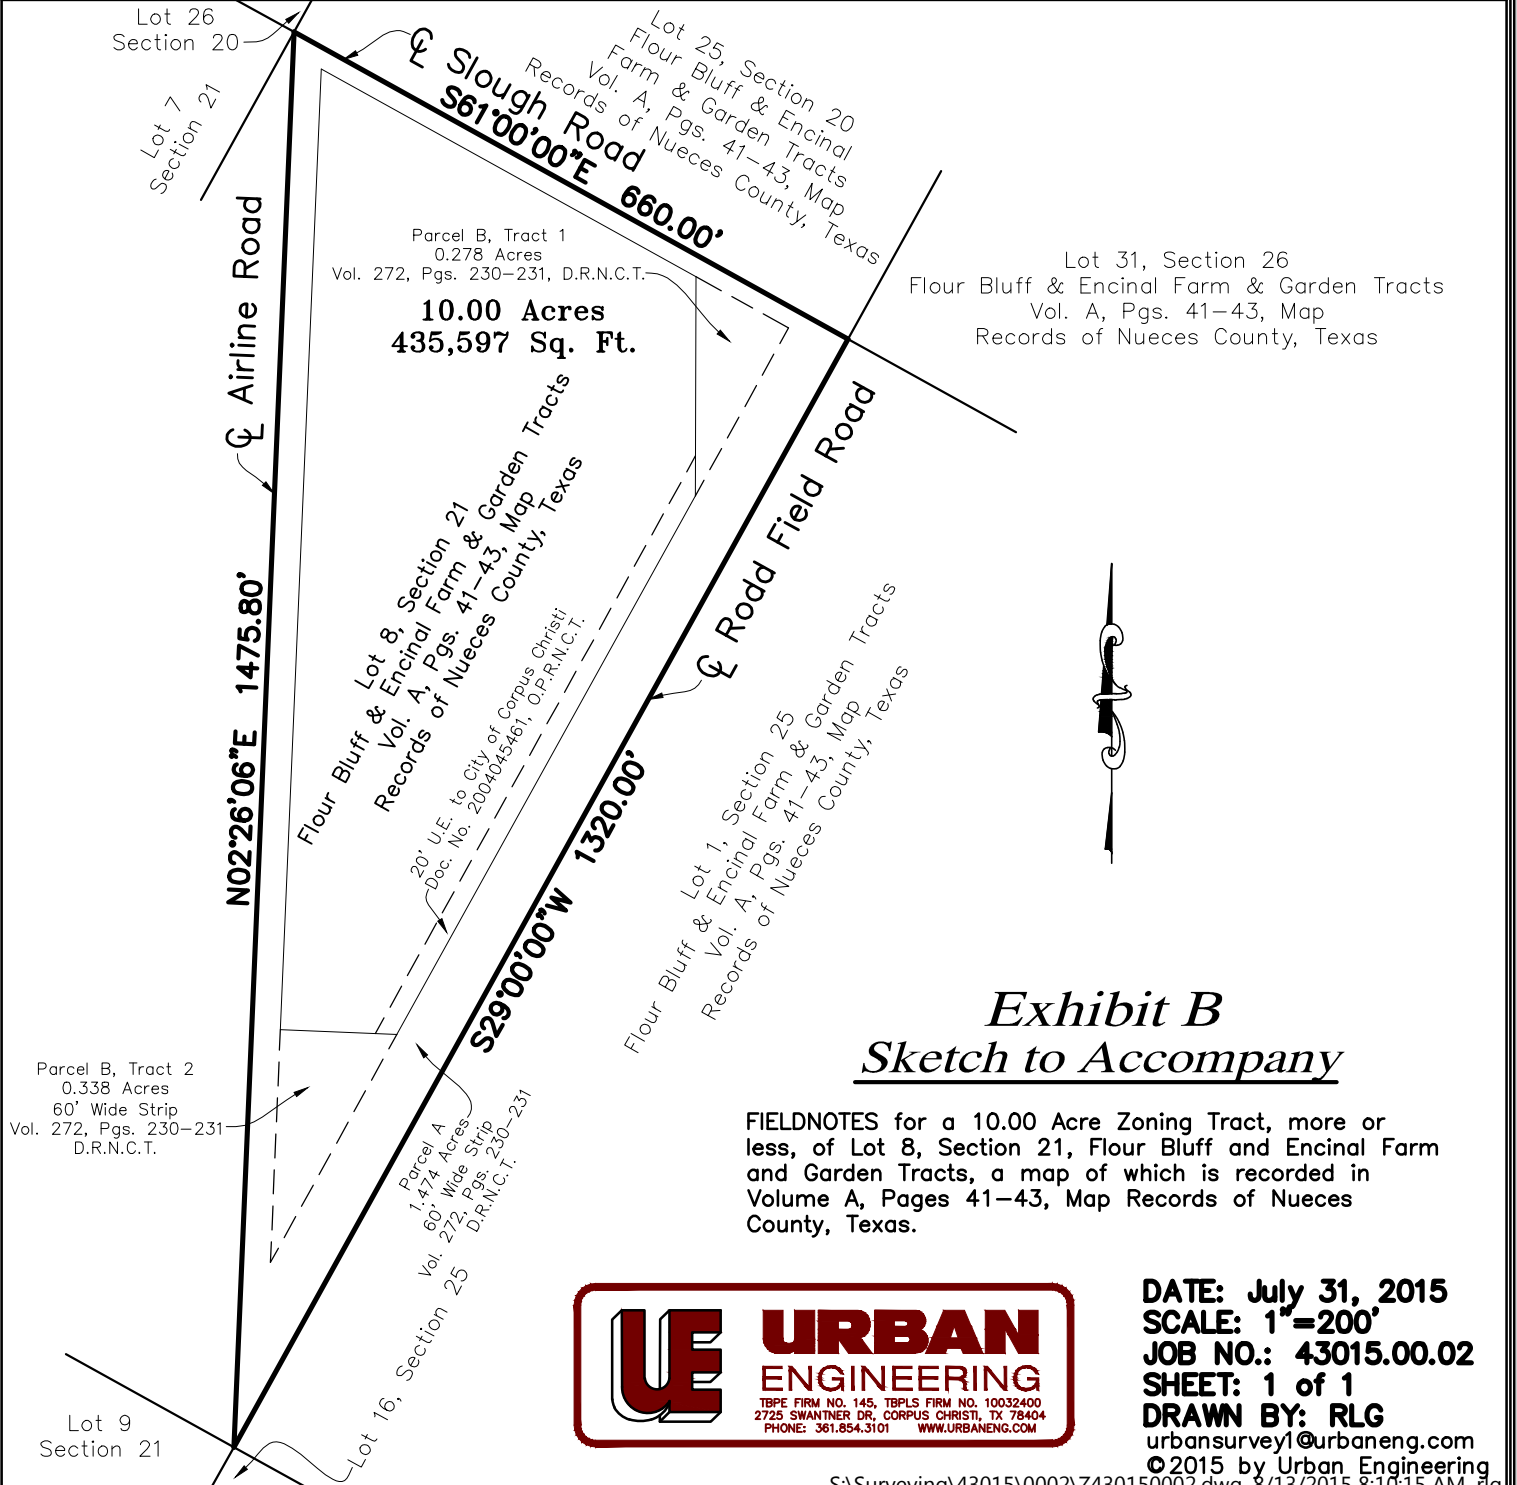 Lot 26
Section 20
Lot 7
Section 21
℄ Slough Road
S61°00'00"E 660.00'
Lot 25, Section 20
Flour Bluff & Encinal
Farm & Garden Tracts
Vol. A, Pgs. 41-43, Map
Records of Nueces County, Texas
Parcel B, Tract 1
0.278 Acres
Vol. 272, Pgs. 230-231, D.R.N.C.T.
10.00 Acres
435,597 Sq. Ft.
Lot 31, Section 26
Flour Bluff & Encinal Farm & Garden Tracts
Vol. A, Pgs. 41-43, Map
Records of Nueces County, Texas
℄ Airline Road
N02°26'06"E 1475.80'
Lot 8, Section 21
Flour Bluff & Encinal Farm & Garden Tracts
Vol. A, Pgs. 41-43, Map
Records of Nueces County, Texas
20' U.E. to City of Corpus Christi
Doc. No. 2004045461, O.P.R.N.C.T.
℄ Rodd Field Road
S29°00'00"W 1320.00'
Lot 1, Section 25
Flour Bluff & Encinal Farm & Garden Tracts
Vol. A, Pgs. 41-43, Map
Records of Nueces County, Texas
Parcel B, Tract 2
0.338 Acres
60' Wide Strip
Vol. 272, Pgs. 230-231
D.R.N.C.T.
Parcel A
1.474 Acres
60' Wide Strip
Vol. 272, Pgs. 230-231
D.R.N.C.T.
Lot 9
Section 21
Lot 16, Section 25
Exhibit B
Sketch to Accompany
FIELDNOTES for a 10.00 Acre Zoning Tract, more or
less, of Lot 8, Section 21, Flour Bluff and Encinal Farm
and Garden Tracts, a map of which is recorded in
Volume A, Pages 41-43, Map Records of Nueces
County, Texas.
UE
URBAN
ENGINEERING
TBPE FIRM NO. 145, TBPLS FIRM NO. 10032400
2725 SWANTNER DR, CORPUS CHRISTI, TX 78404
PHONE: 361.854.3101 WWW.URBANENG.COM
DATE: July 31, 2015
SCALE: 1"=200'
JOB NO.: 43015.00.02
SHEET: 1 of 1
DRAWN BY: RLG
urbansurvey1@urbaneng.com
©2015 by Urban Engineering
S:\Surveying\43015\0002\Z430150002.dwg, 8/13/2015 8:10:15 AM, rlg